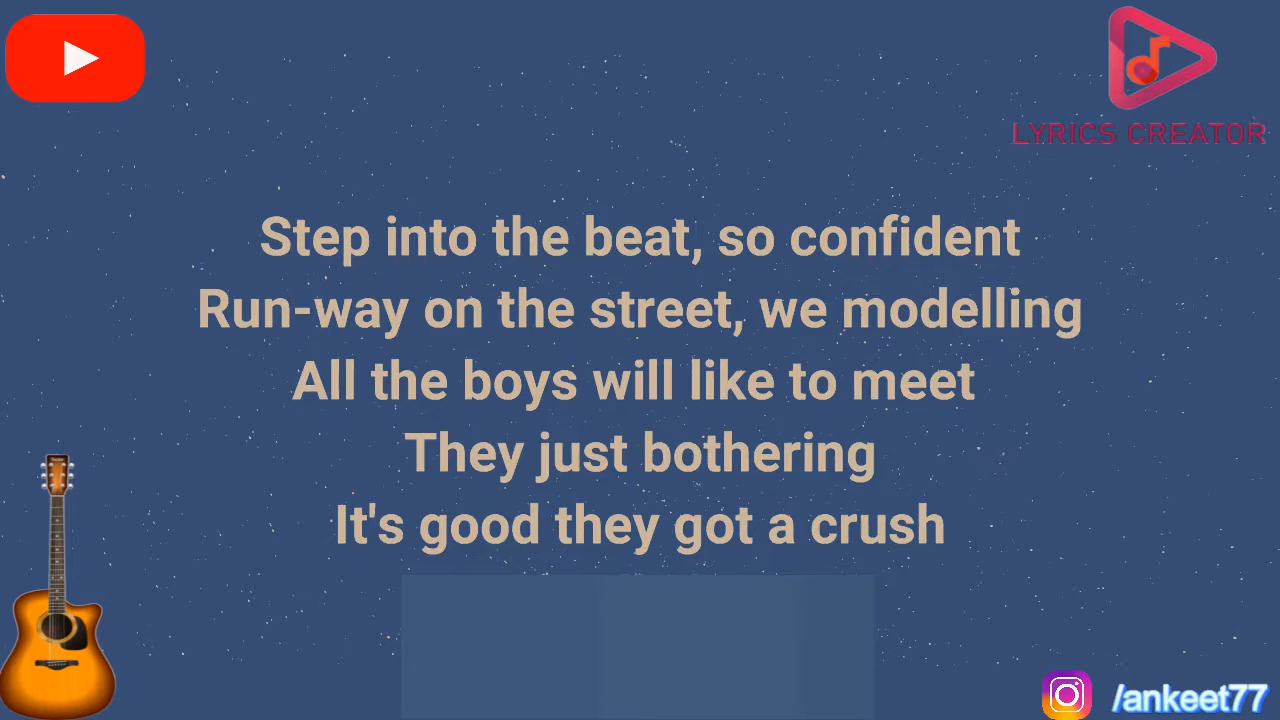 LYRICS CREATOR
Step into the beat, so confident
Run-way on the street, we modelling
All the boys will like to meet
They just bothering
It's good they got a crush
/ankeet77